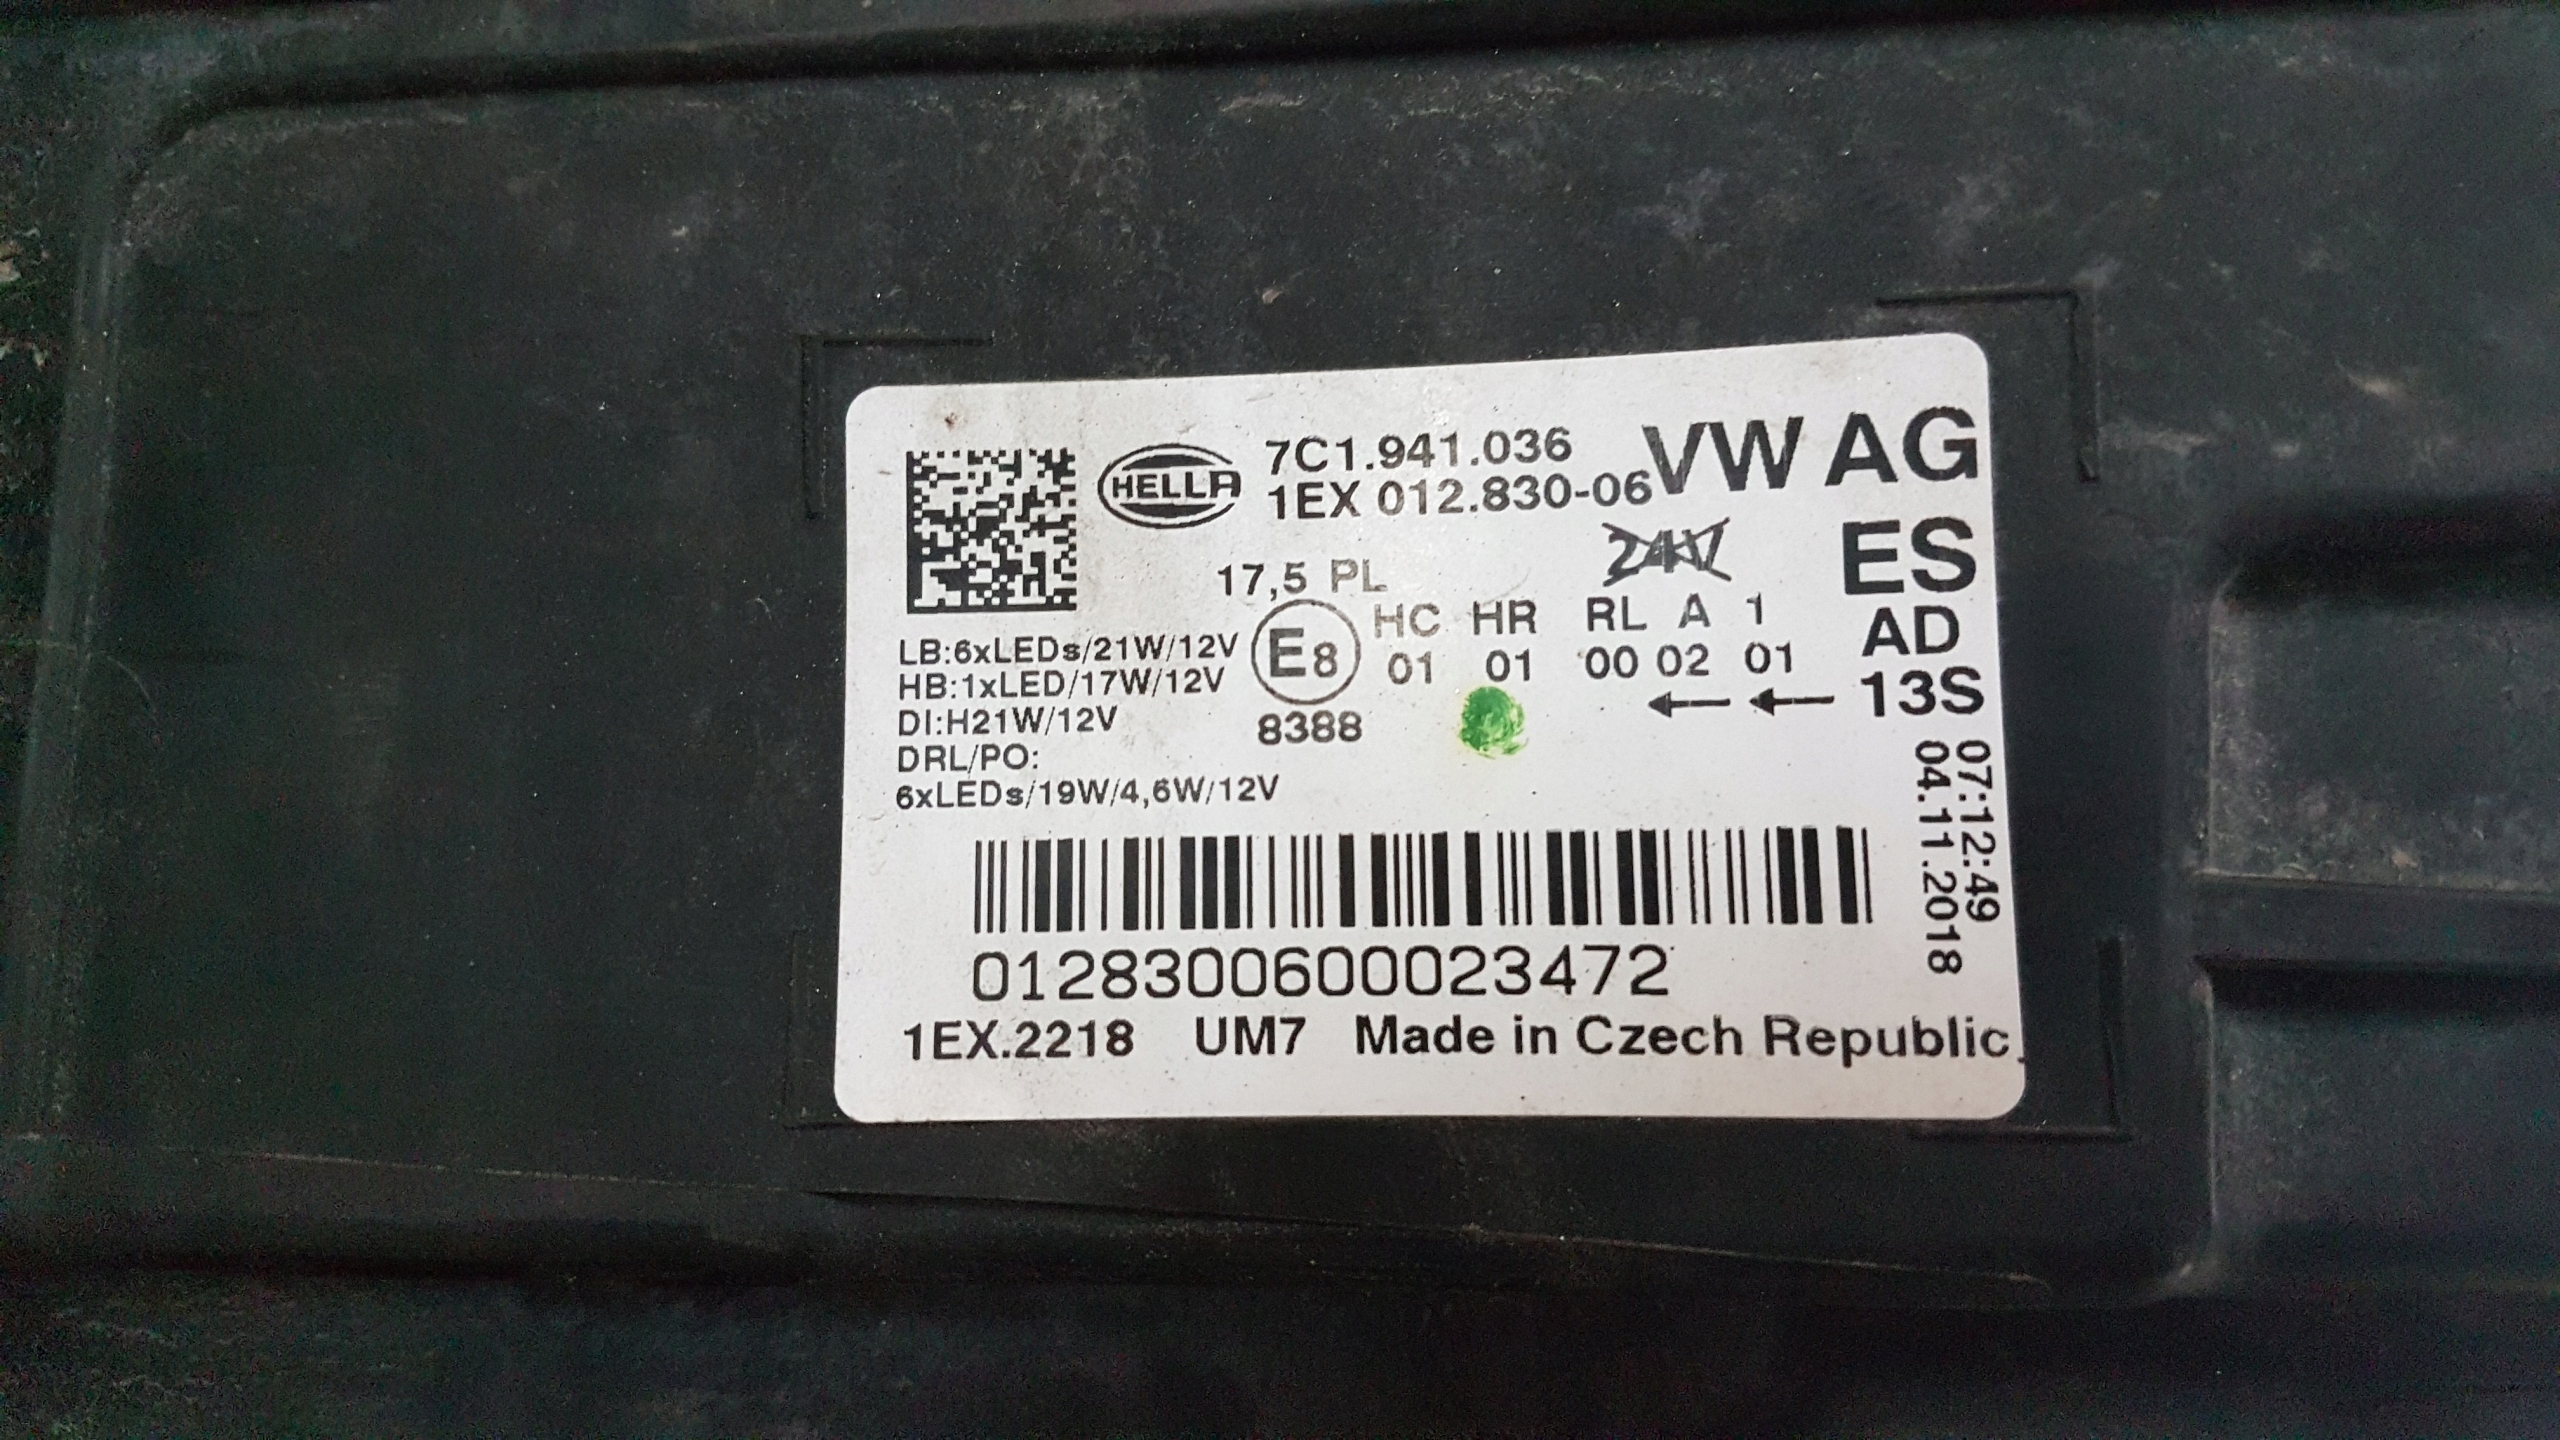 HELLA
7C1.941.036
1EX 012.830-06
VW AG
ES
AD
13S
17,5 PL
24V
HC HR RL A 1
E8 01 01 00 02 01
← ←
8388
LB:6xLEDs/21W/12V
HB:1xLED/17W/12V
DI:H21W/12V
DRL/PO:
6xLEDs/19W/4,6W/12V
07:12:49
04.11.2018
0128300600023472
1EX.2218 UM7 Made in Czech Republic